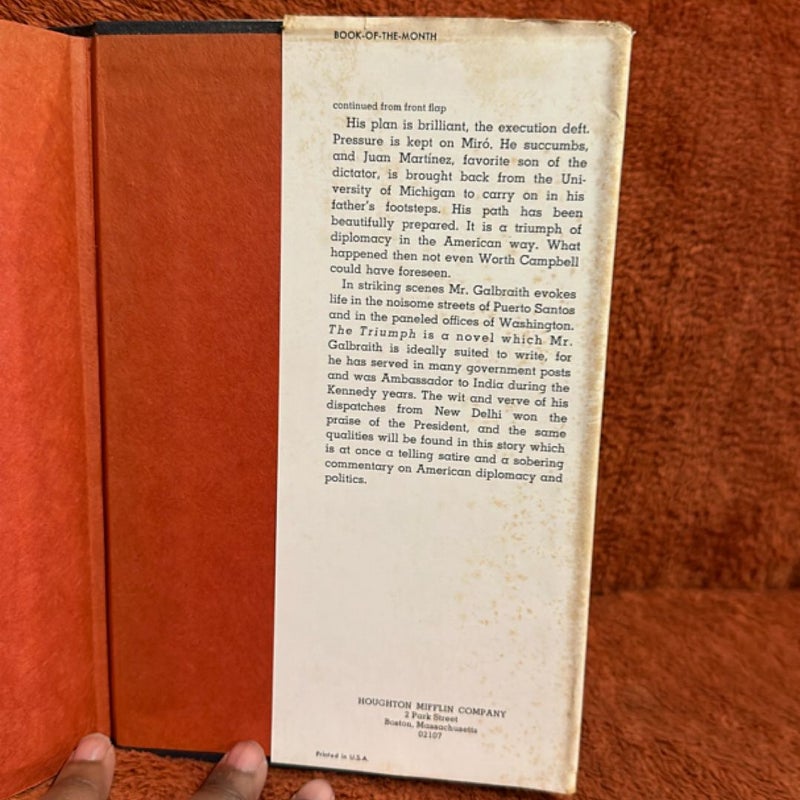 BOOK-OF-THE-MONTH
continued from front flap
His plan is brilliant, the execution deft.
Pressure is kept on Miró. He succumbs,
and Juan Martínez, favorite son of the
dictator, is brought back from the Uni-
versity of Michigan to carry on in his
father's footsteps. His path has been
beautifully prepared. It is a triumph of
diplomacy in the American way. What
happened then not even Worth Campbell
could have foreseen.
In striking scenes Mr. Galbraith evokes
life in the noisome streets of Puerto Santos
and in the paneled offices of Washington.
The Triumph is a novel which Mr.
Galbraith is ideally suited to write, for
he has served in many government posts
and was Ambassador to India during the
Kennedy years. The wit and verve of his
dispatches from New Delhi won the
praise of the President, and the same
qualities will be found in this story which
is at once a telling satire and a sobering
commentary on American diplomacy and
politics.
HOUGHTON MIFFLIN COMPANY
2 Park Street
Boston, Massachusetts
02107
Printed in U.S.A.